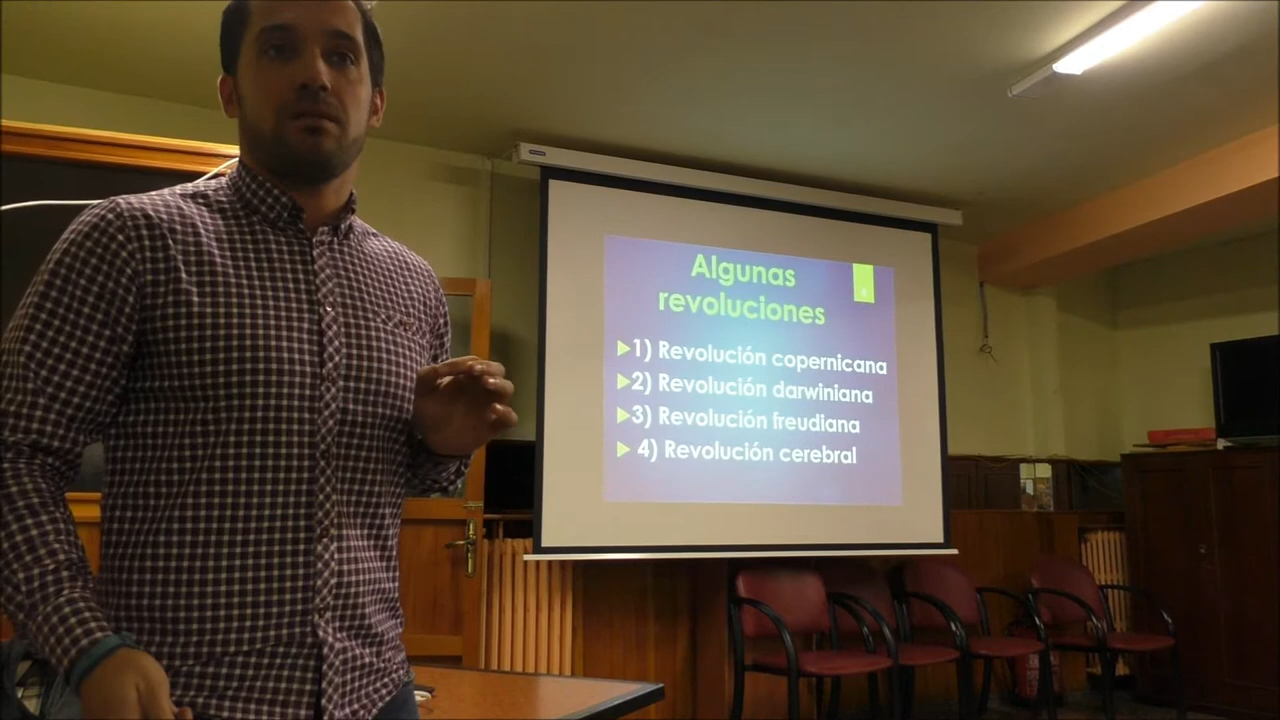 Algunas
revoluciones
1) Revolución copernicana
2) Revolución darwiniana
3) Revolución freudiana
4) Revolución cerebral